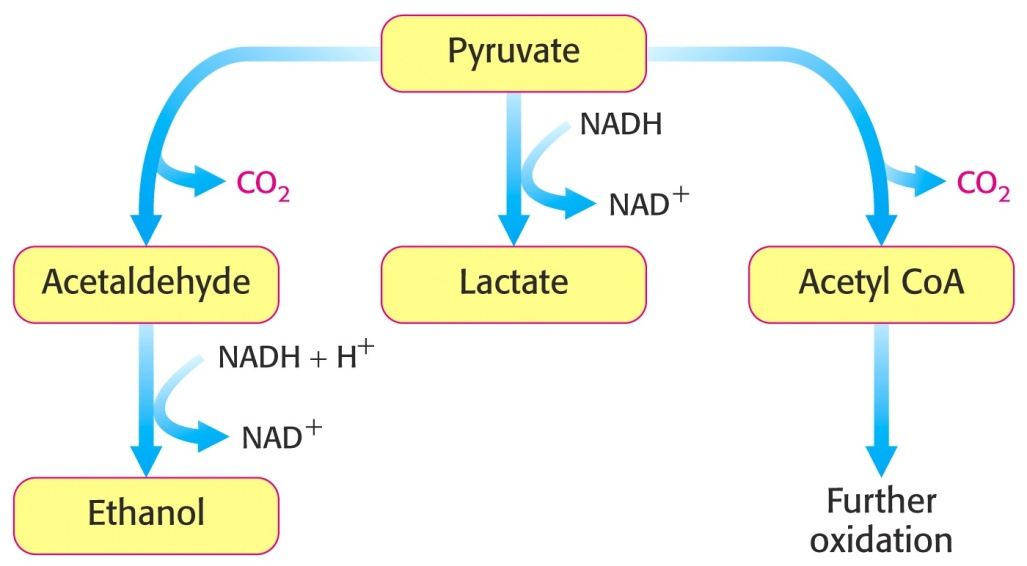 Pyruvate
NADH
CO₂
CO₂
NAD⁺
Acetaldehyde
Lactate
Acetyl CoA
NADH + H⁺
NAD⁺
Ethanol
Further
oxidation